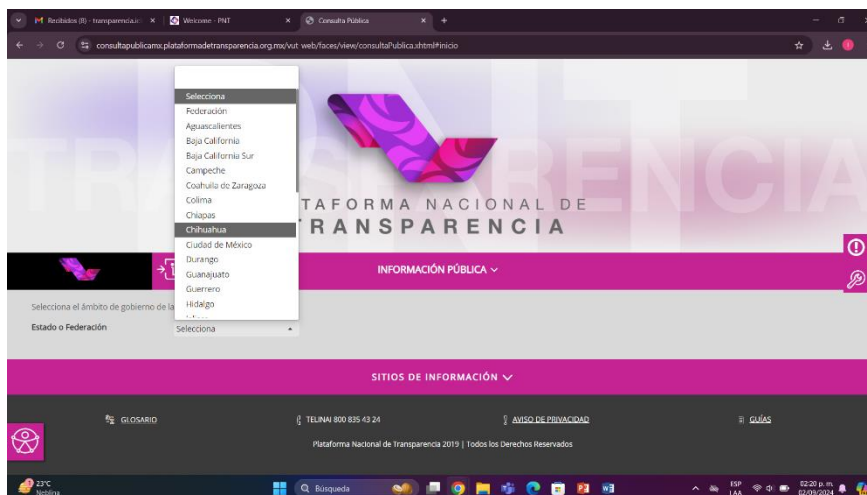 Recibidos (8) - transparencia.ic
Welcome - PNT
Consulta Pública
consultapublicamx.plataformadetransparencia.org.mx/vut-web/faces/view/consultaPublica.xhtml#inicio
TRANSPARENCIA
PNT
PLATAFORMA NACIONAL DE
TRANSPARENCIA
Selecciona
Federación
Aguascalientes
Baja California
Baja California Sur
Campeche
Coahuila de Zaragoza
Colima
Chiapas
Chihuahua
Ciudad de México
Durango
Guanajuato
Guerrero
Hidalgo
INFORMACIÓN PÚBLICA
Selecciona el ámbito de gobierno de la
Estado o Federación
Selecciona
SITIOS DE INFORMACIÓN
GLOSARIO
TELINAI 800 835 43 24
AVISO DE PRIVACIDAD
GUÍAS
Plataforma Nacional de Transparencia 2019 | Todos los Derechos Reservados
23°C
Neblina
Búsqueda
ESP
LAA
02:20 p. m.
02/09/2024